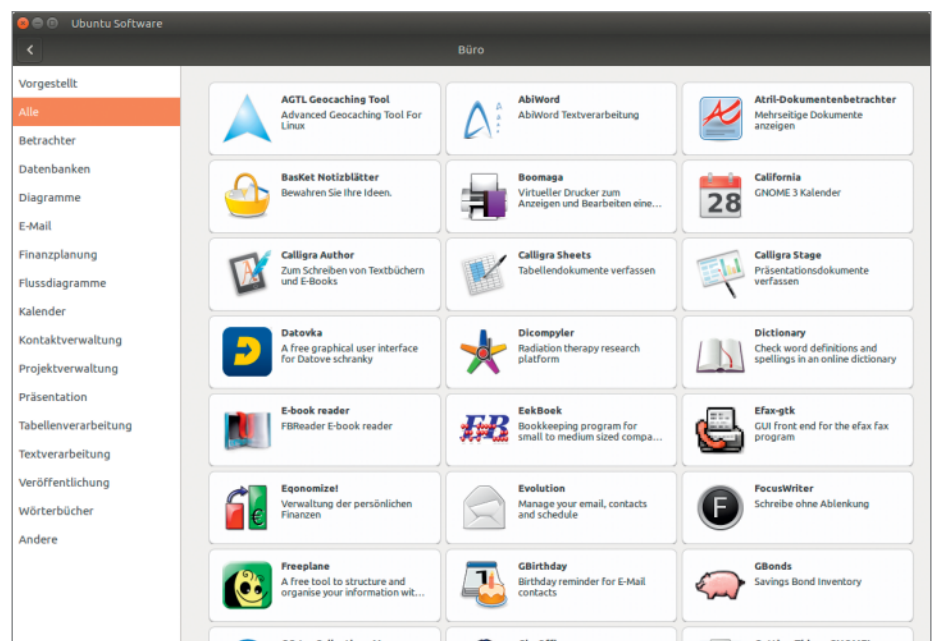 Ubuntu Software
Büro
Vorgestellt
Alle
Betrachter
Datenbanken
Diagramme
E-Mail
Finanzplanung
Flussdiagramme
Kalender
Kontaktverwaltung
Projektverwaltung
Präsentation
Tabellenverarbeitung
Textverarbeitung
Veröffentlichung
Wörterbücher
Andere
AGTL Geocaching Tool
Advanced Geocaching Tool For
Linux
AbiWord
AbiWord Textverarbeitung
Atril-Dokumentenbetrachter
Mehrseitige Dokumente
anzeigen
BasKet Notizblätter
Bewahren Sie Ihre Ideen.
Boomaga
Virtueller Drucker zum
Anzeigen und Bearbeiten eine...
28
California
GNOME 3 Kalender
Calligra Author
Zum Schreiben von Textbüchern
und E-Books
Calligra Sheets
Tabellendokumente verfassen
Calligra Stage
Präsentationsdokumente
verfassen
Datovka
A free graphical user interface
for Datove schranky
Dicompyler
Radiation therapy research
platform
Dictionary
Check word definitions and
spellings in an online dictionary
E-book reader
FBReader E-book reader
EB
EekBoek
Bookkeeping program for
small to medium sized compa...
Efax-gtk
GUI front end for the efax fax
program
Eqonomize!
Verwaltung der persönlichen
Finanzen
Evolution
Manage your email, contacts
and schedule
F
FocusWriter
Schreibe ohne Ablenkung
Freeplane
A free tool to structure and
organise your information wit...
1
GBirthday
Birthday reminder for E-Mail
contacts
GBonds
Savings Bond Inventory